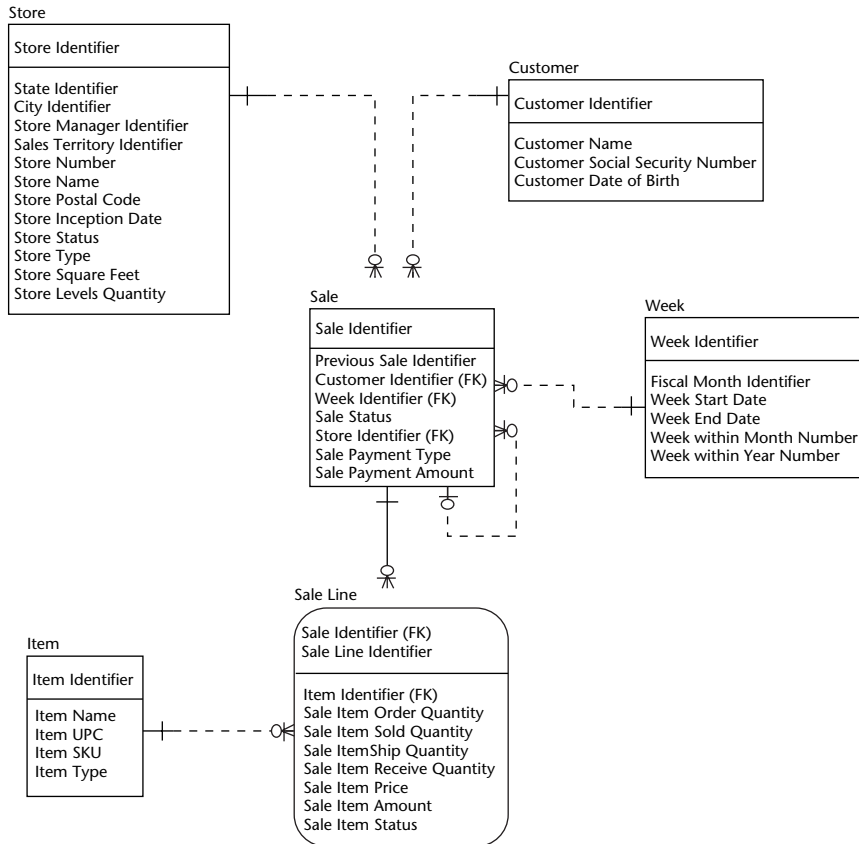 Store
Store Identifier
State Identifier
City Identifier
Store Manager Identifier
Sales Territory Identifier
Store Number
Store Name
Store Postal Code
Store Inception Date
Store Status
Store Type
Store Square Feet
Store Levels Quantity
Customer
Customer Identifier
Customer Name
Customer Social Security Number
Customer Date of Birth
Sale
Sale Identifier
Previous Sale Identifier
Customer Identifier (FK)
Week Identifier (FK)
Sale Status
Store Identifier (FK)
Sale Payment Type
Sale Payment Amount
Week
Week Identifier
Fiscal Month Identifier
Week Start Date
Week End Date
Week within Month Number
Week within Year Number
Item
Item Identifier
Item Name
Item UPC
Item SKU
Item Type
Sale Line
Sale Identifier (FK)
Sale Line Identifier
Item Identifier (FK)
Sale Item Order Quantity
Sale Item Sold Quantity
Sale ItemShip Quantity
Sale Item Receive Quantity
Sale Item Price
Sale Item Amount
Sale Item Status